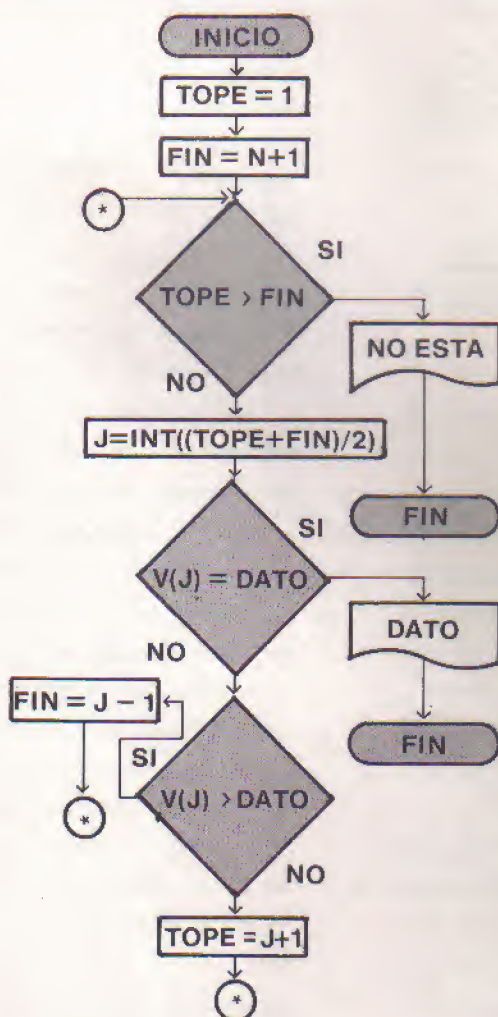 INICIO
TOPE = 1
FIN = N+1
*
SI
TOPE > FIN
NO ESTA
NO
J=INT((TOPE+FIN)/2)
SI
FIN
V(J) = DATO
DATO
NO
FIN = J - 1
FIN
SI
V(J) > DATO
*
NO
TOPE = J+1
*